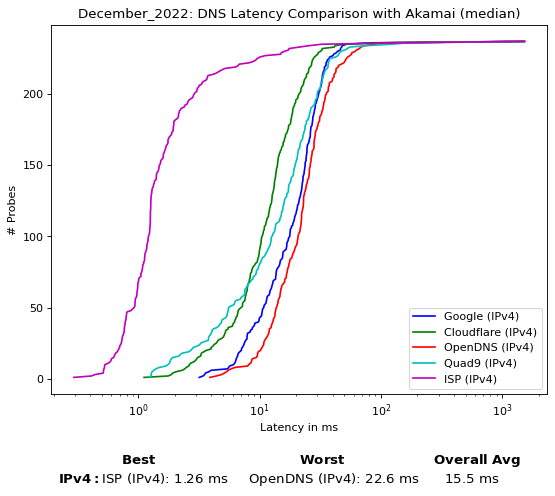 December_2022: DNS Latency Comparison with Akamai (median)
# Probes
200
150
100
50
0
Google (IPv4)
Cloudflare (IPv4)
OpenDNS (IPv4)
Quad9 (IPv4)
ISP (IPv4)
10⁰ 10¹ 10² 10³
Latency in ms
Best Worst Overall Avg
IPv4: ISP (IPv4): 1.26 ms OpenDNS (IPv4): 22.6 ms 15.5 ms